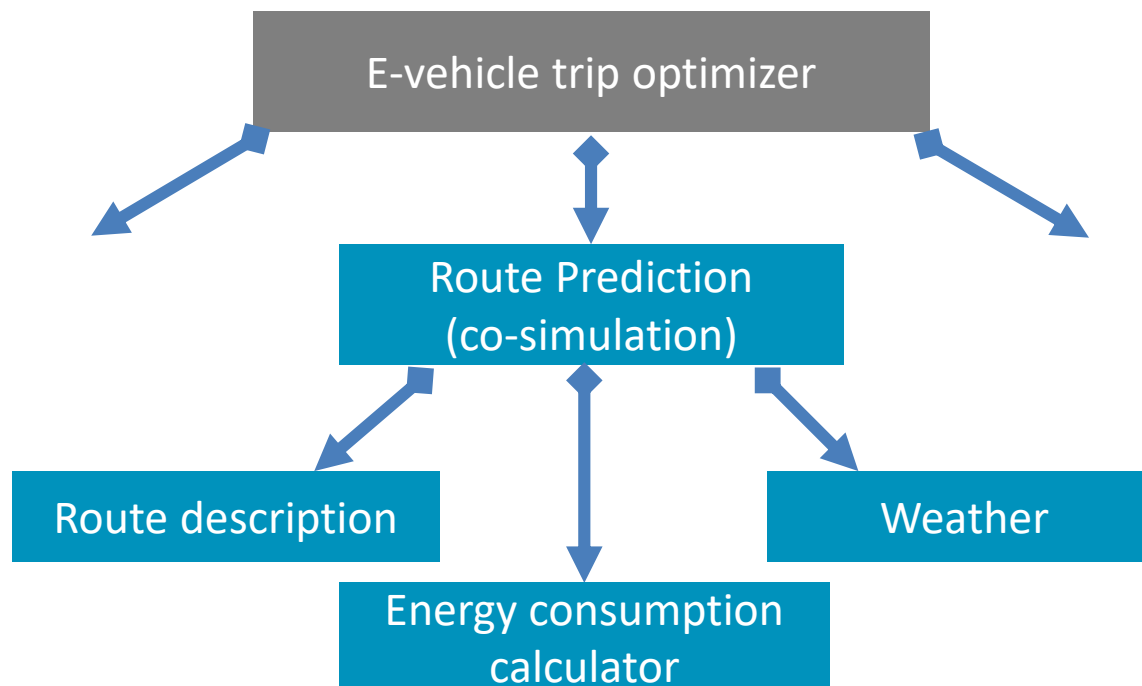 E-vehicle trip optimizer
Route Prediction
(co-simulation)
Route description
Weather
Energy consumption
calculator